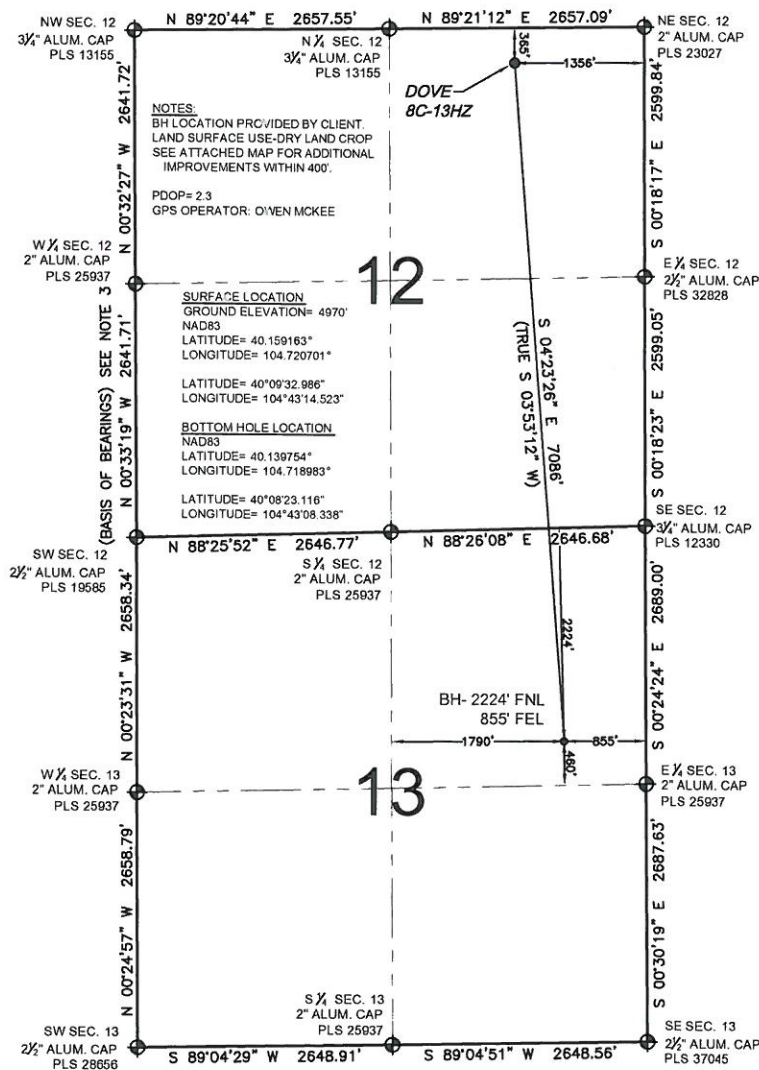 NW SEC. 12
3¼" ALUM. CAP
PLS 13155
N 89°20'44" E 2657.55'
N ¼ SEC. 12
3¼" ALUM. CAP
PLS 13155
N 89°21'12" E 2657.09'
NE SEC. 12
2" ALUM. CAP
PLS 23027
365'
1356'
DOVE
8C-13HZ
N 00°32'27" W 2641.72'
S 00°18'17" E 2599.84'
NOTES:
BH LOCATION PROVIDED BY CLIENT.
LAND SURFACE USE-DRY LAND CROP
SEE ATTACHED MAP FOR ADDITIONAL
IMPROVEMENTS WITHIN 400'.
PDOP= 2.3
GPS OPERATOR: OWEN MCKEE
W ¼ SEC. 12
2" ALUM. CAP
PLS 25937
12
E ¼ SEC. 12
2½" ALUM. CAP
PLS 32828
SURFACE LOCATION
GROUND ELEVATION= 4970'
NAD83
LATITUDE= 40.159163°
LONGITUDE= 104.720701°
LATITUDE= 40°09'32.986"
LONGITUDE= 104°43'14.523"
BOTTOM HOLE LOCATION
NAD83
LATITUDE= 40.139754°
LONGITUDE= 104.718983°
LATITUDE= 40°08'23.116"
LONGITUDE= 104°43'08.338"
(BASIS OF BEARINGS) SEE NOTE 3
N 00°33'19" W 2641.71'
S 04°23'26" E 7086'
(TRUE S 03°53'12" W)
S 00°18'23" E 2599.05'
SW SEC. 12
2½" ALUM. CAP
PLS 19585
N 88°25'52" E 2646.77'
S ¼ SEC. 12
2" ALUM. CAP
PLS 25937
N 88°26'08" E 2646.68'
SE SEC. 12
3¼" ALUM. CAP
PLS 12330
N 00°23'31" W 2658.34'
2224'
S 00°24'24" E 2689.00'
BH- 2224' FNL
855' FEL
1790'
855'
460'
W ¼ SEC. 13
2" ALUM. CAP
PLS 25937
13
E ¼ SEC. 13
2" ALUM. CAP
PLS 25937
N 00°24'57" W 2658.79'
S 00°30'19" E 2687.63'
SW SEC. 13
2½" ALUM. CAP
PLS 28656
S 89°04'29" W 2648.91'
S ¼ SEC. 13
2" ALUM. CAP
PLS 25937
S 89°04'51" W 2648.56'
SE SEC. 13
2½" ALUM. CAP
PLS 37045